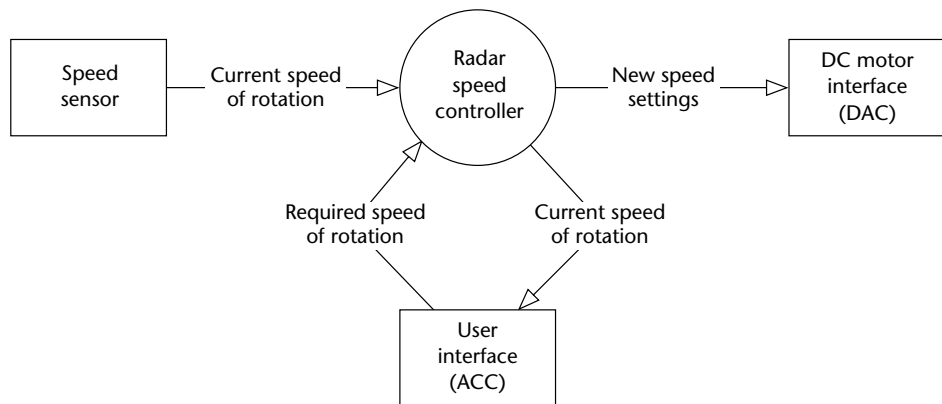 Speed
sensor
Current speed
of rotation
Radar
speed
controller
New speed
settings
DC motor
interface
(DAC)
Required speed
of rotation
Current speed
of rotation
User
interface
(ACC)